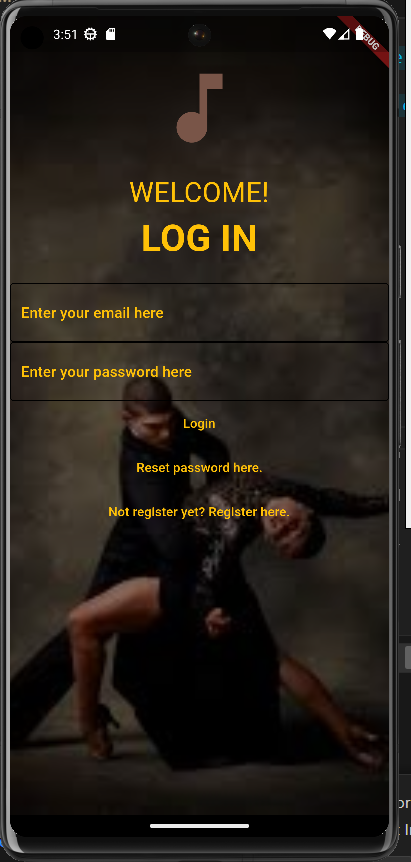 3:51
DEBUG
WELCOME!
LOG IN
Enter your email here
Enter your password here
Login
Reset password here.
Not register yet? Register here.